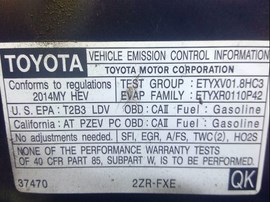 TOYOTA
VEHICLE EMISSION CONTROL INFORMATION
TOYOTA MOTOR CORPORATION
Conforms to regulations
2014MY HEV
TEST GROUP : ETYXV01.8HC3
EVAP FAMILY : ETYXR0110P42
U.S. EPA : T2B3 LDV OBD: CAII Fuel: Gasoline
California: AT PZEV PC OBD: CAII Fuel: Gasoline
No adjustments needed. SFI, EGR, A/FS, TWC(2), HO2S
NONE OF THE PERFORMANCE WARRANTY REQUIREMENTS
OF 40 CFR PART 85, SUBPART W, IS TO BE CREDITED
37470 2ZR-FXE QK